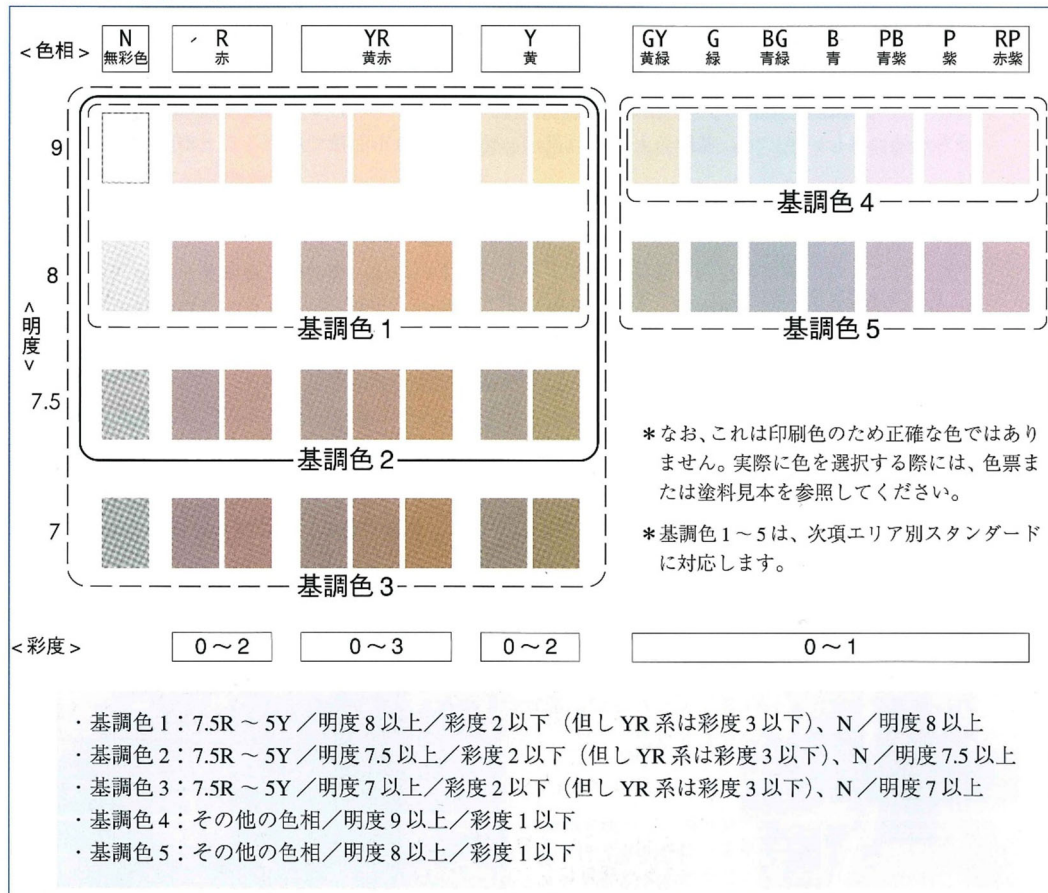 <色相>
N
無彩色
R
赤
YR
黄赤
Y
黄
GY
黄緑
G
緑
BG
青緑
B
青
PB
青紫
P
紫
RP
赤紫
9
基調色4
8
基調色1
基調色5
<明度>
7.5
基調色2
7
基調色3
*なお、これは印刷色のため正確な色ではあり
ません。実際に色を選択する際には、色票ま
たは塗料見本を参照してください。
*基調色1~5は、次項エリア別スタンダード
に対応します。
<彩度>
0~2
0~3
0~2
0~1
・基調色1:7.5R~5Y/明度8以上/彩度2以下(但しYR系は彩度3以下)、N/明度8以上
・基調色2:7.5R~5Y/明度7.5以上/彩度2以下(但しYR系は彩度3以下)、N/明度7.5以上
・基調色3:7.5R~5Y/明度7以上/彩度2以下(但しYR系は彩度3以下)、N/明度7以上
・基調色4:その他の色相/明度9以上/彩度1以下
・基調色5:その他の色相/明度8以上/彩度1以下